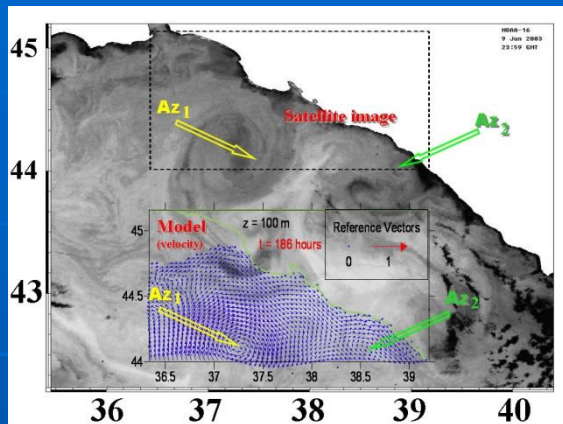 NOAA-16
9 Jun 2003
23:59 GMT
45
44
43
Az1
Satellite image
Az2
Model
(velocity)
z = 100 m
t = 186 hours
Reference Vectors
0 1
45
44.5
44
Az1
Az2
36.5 37 37.5 38 38.5 39
36 37 38 39 40